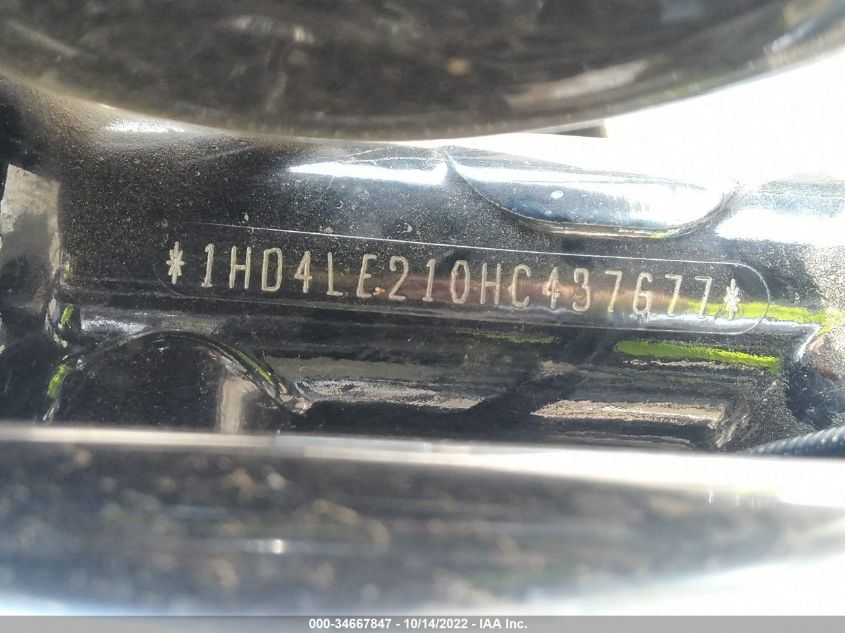 *1HD4LE210HC437677*
000-34667847 - 10/14/2022 - IAA Inc.